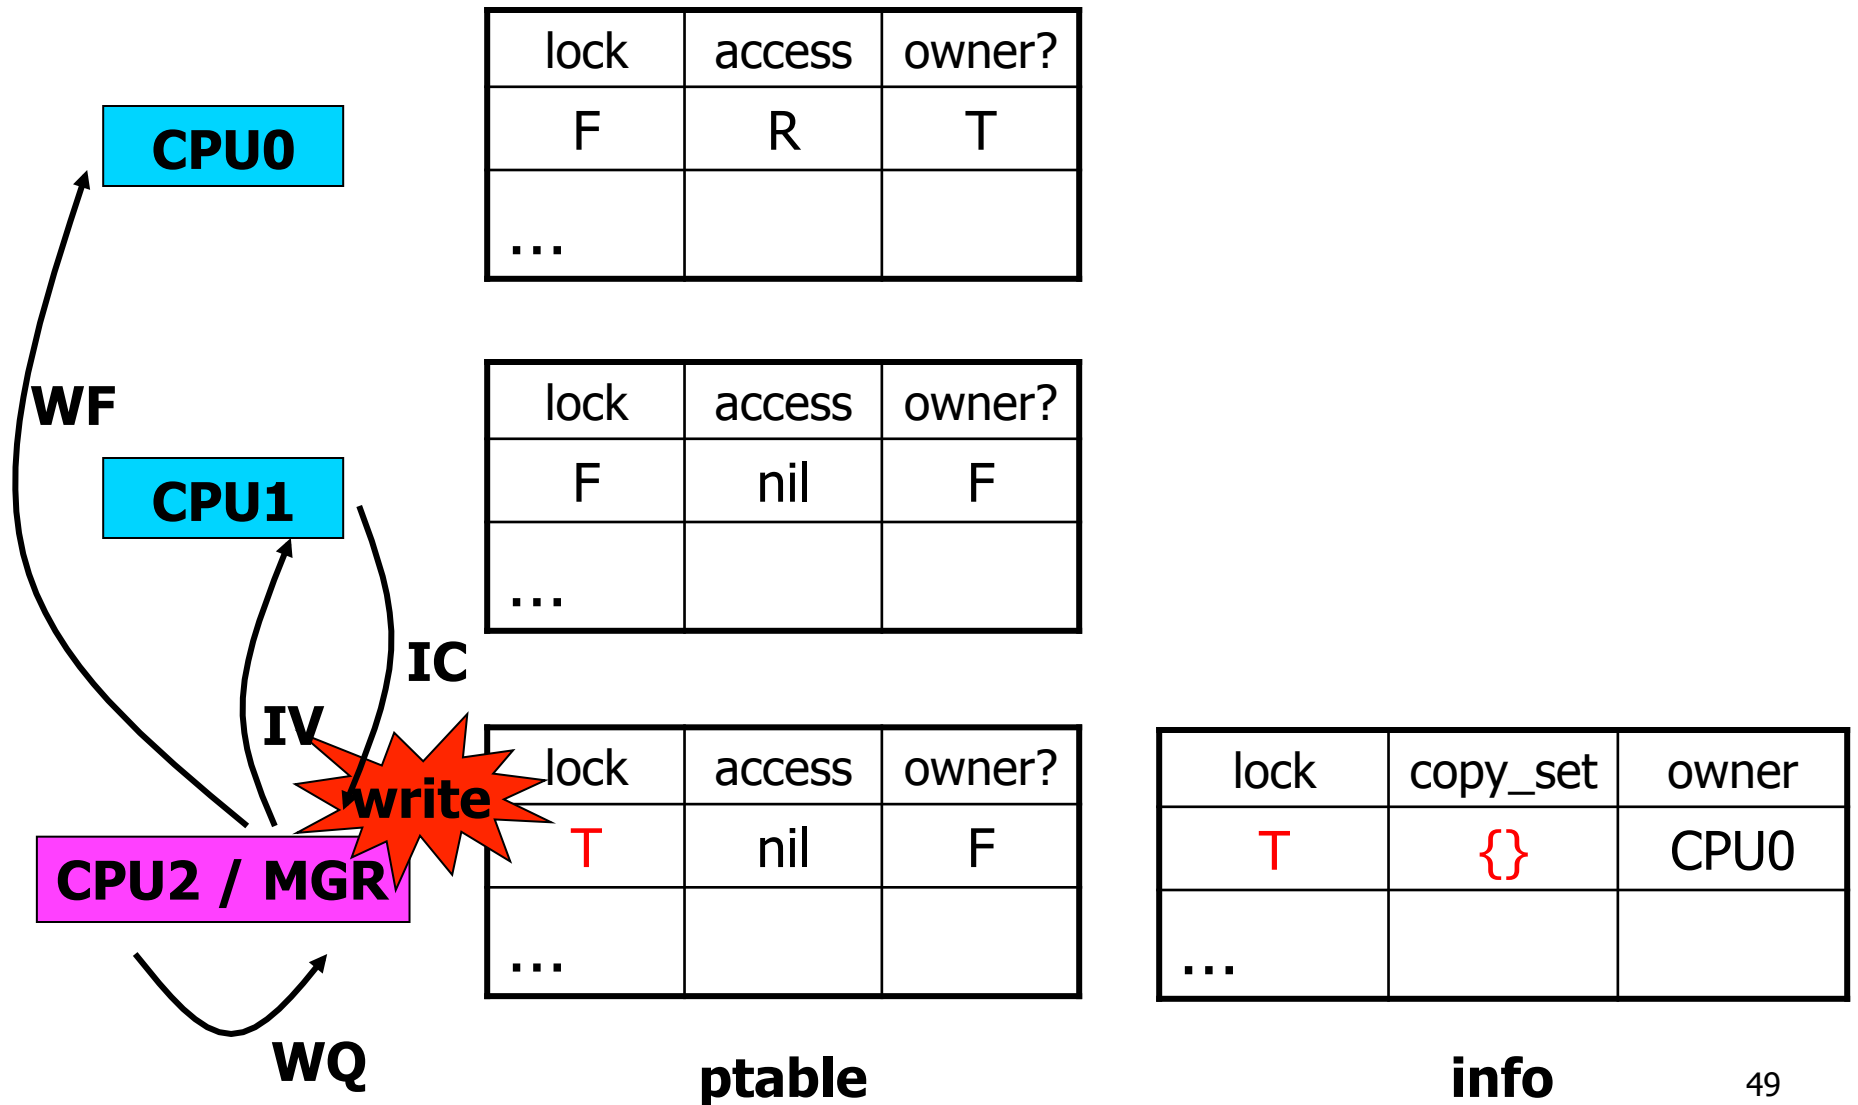 lock access owner?
CPU0 F R T
...
WF
lock access owner?
CPU1 F nil F
...
IC
IV
write
lock access owner?
T nil F
...
lock copy_set owner
T {} CPU0
...
CPU2 / MGR
WQ
ptable
info
49